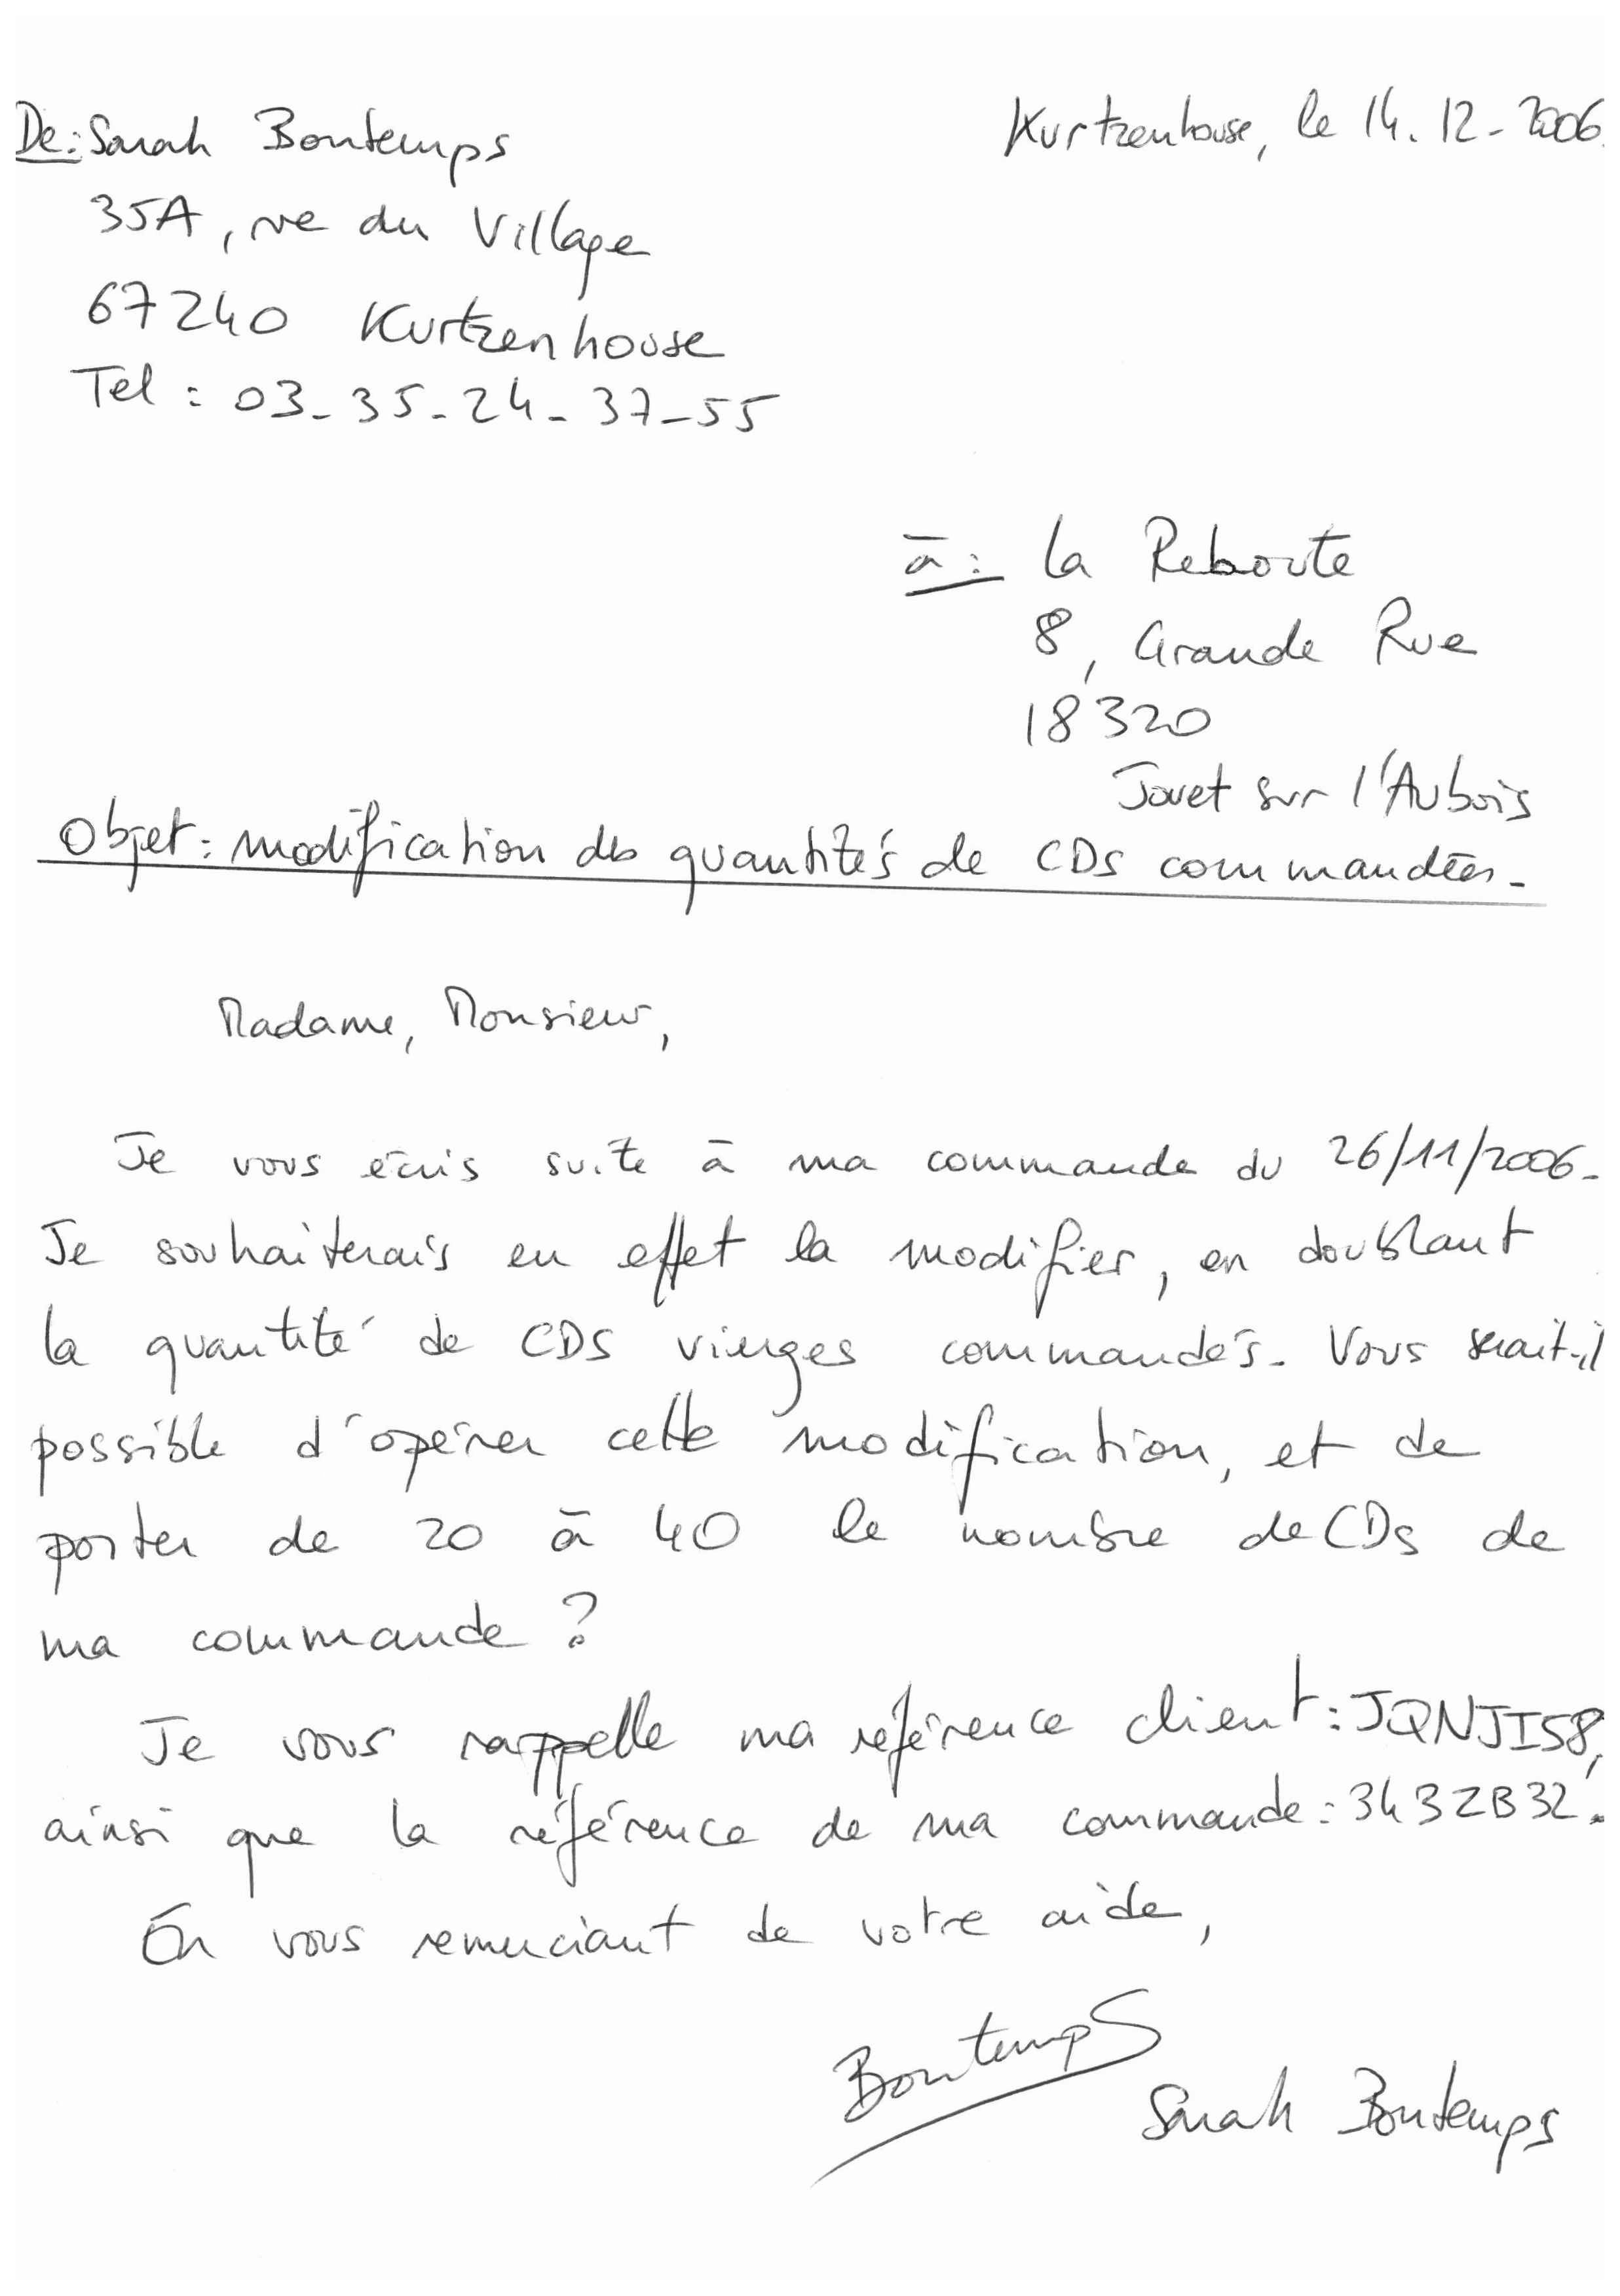 De: Sarah Bontemps
Kurtzenhouse, le 14.12-2006.
35A, rue du Village
67240 Kurtzenhouse
Tel : 03-35-24-37-55
à : la Reboute
8, Grande Rue
18320
Jouet sur l'Aubois
Objet : modification des quantités de CDs commandées.
Madame, Monsieur,
Je vous écris suite à ma commande du 26/11/2006.
Je souhaiterais en effet la modifier, en doublant
la quantité de CDs vierges commandés. Vous serait-il
possible d'opérer cette modification, et de
porter de 20 à 40 le nombre de CDs de
ma commande ?
Je vous rappelle ma référence client : JQNJI58,
ainsi que la référence de ma commande : 343ZB32.
En vous remerciant de votre aide,
Bontemps
Sarah Bontemps